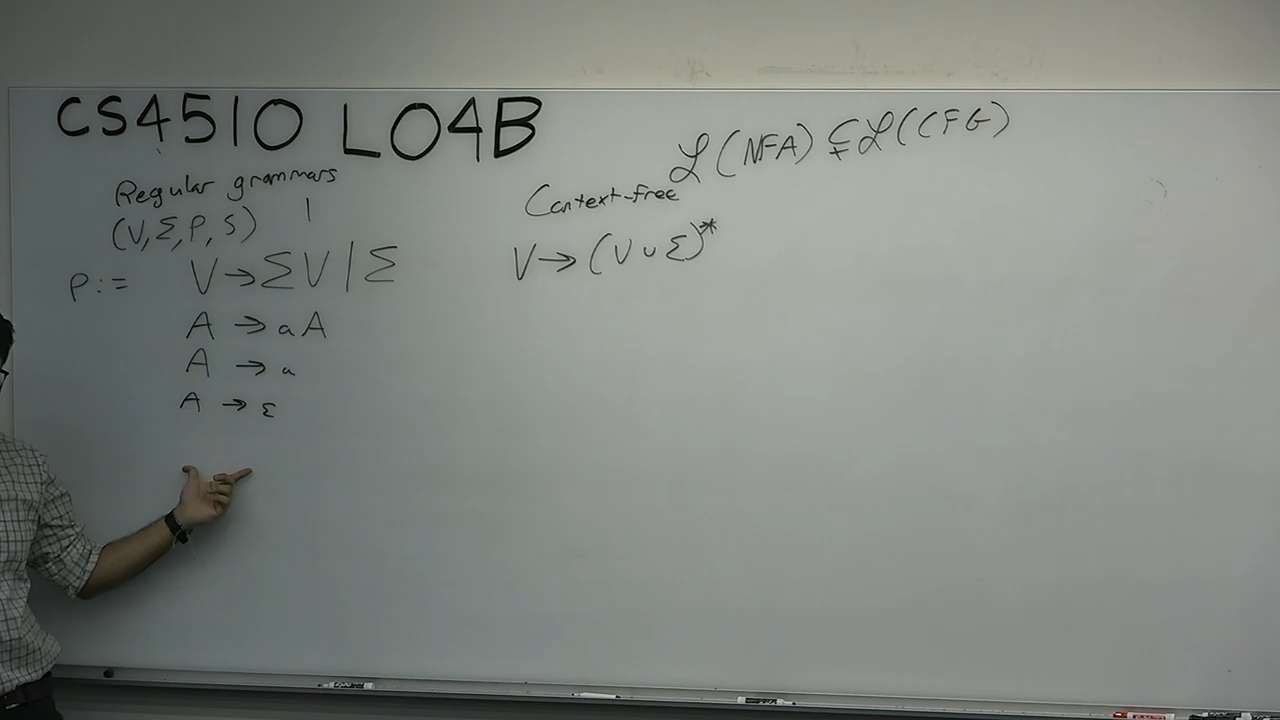 CS4510 L04B
Regular grammars
(V, Σ, P, S)
P := V → ΣV | Σ
A → aA
A → a
A → ε
ℒ(NFA) ⊊ ℒ(CFG)
Context-free
V → (V ∪ Σ)*